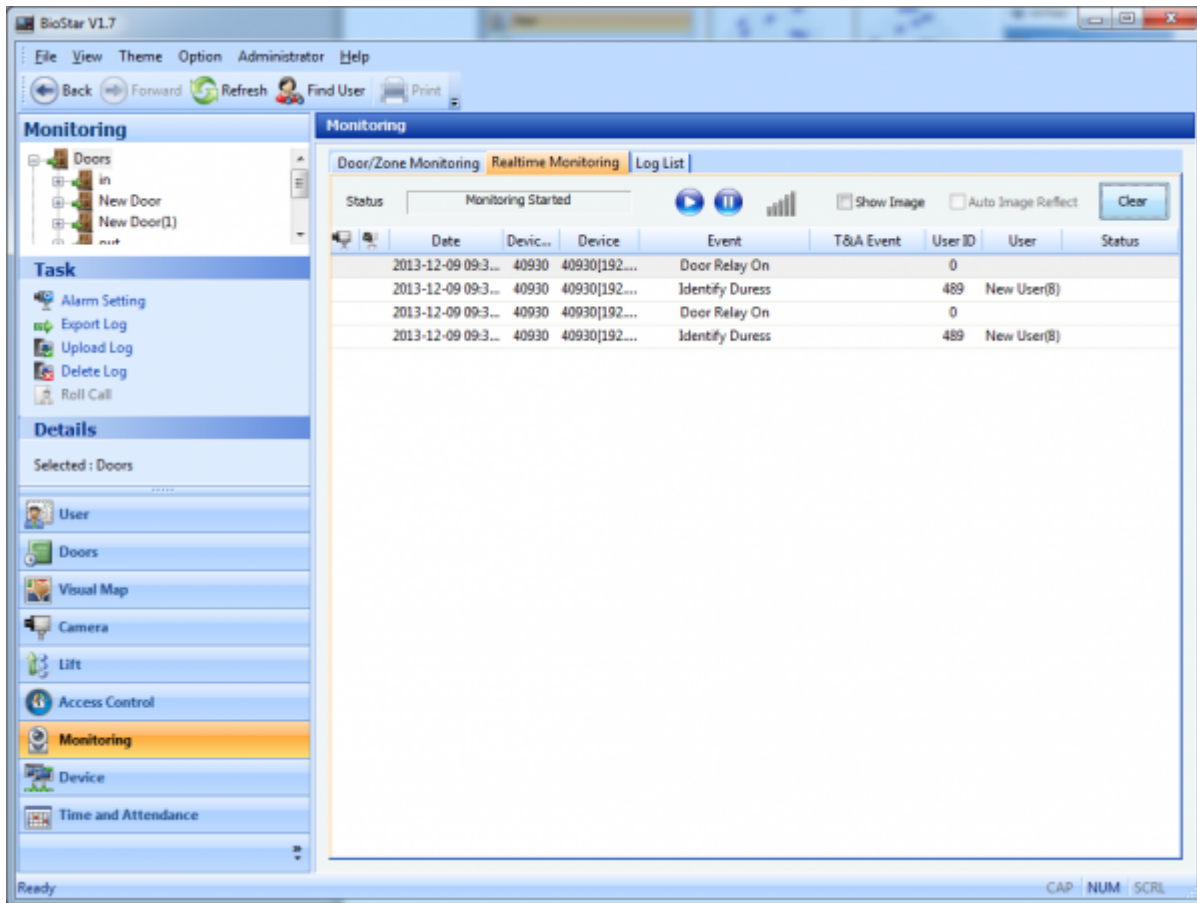 BioStar V1.7
File View Theme Option Administrator Help
Back Forward Refresh Find User Print
Monitoring
Doors
in
New Door
New Door(1)
out
Task
Alarm Setting
Export Log
Upload Log
Delete Log
Roll Call
Details
Selected : Doors
User
Doors
Visual Map
Camera
Lift
Access Control
Monitoring
Device
Time and Attendance
Monitoring
Door/Zone Monitoring Realtime Monitoring Log List
Status Monitoring Started Show Image Auto Image Reflect Clear
Date Devic... Device Event T&A Event User ID User Status
2013-12-09 09:3... 40930 40930[192.... Door Relay On 0
2013-12-09 09:3... 40930 40930[192.... Identify Duress 489 New User(8)
2013-12-09 09:3... 40930 40930[192.... Door Relay On 0
2013-12-09 09:3... 40930 40930[192.... Identify Duress 489 New User(8)
Ready CAP NUM SCRL